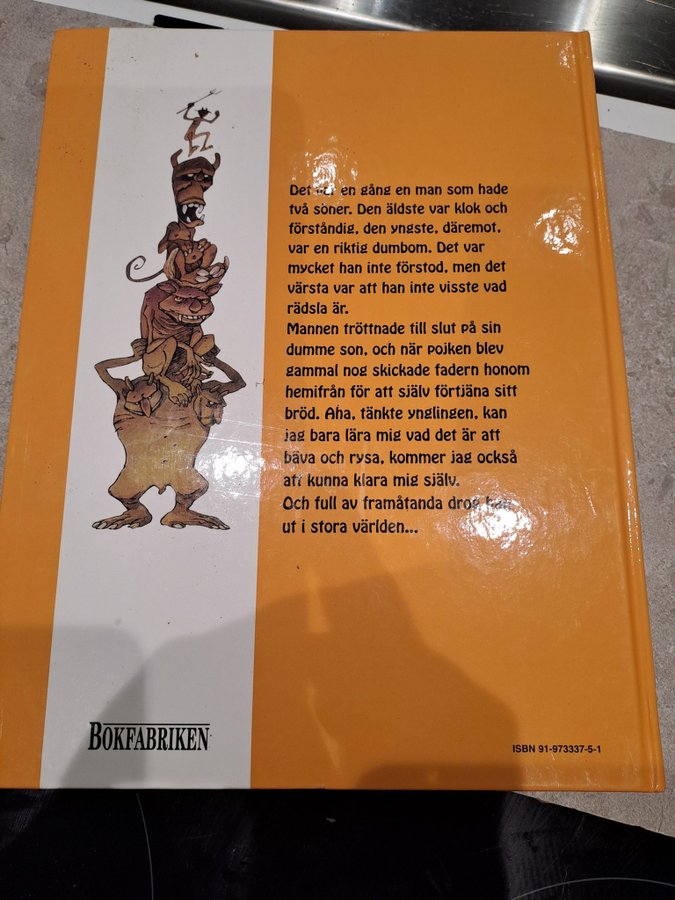 Det var en gång en man som hade
två söner. Den äldste var klok och
förståndig, den yngste, däremot,
var en riktig dumbom. Det var
mycket han inte förstod, men det
värsta var att han inte visste vad
rädsla är.
Mannen tröttnade till slut på sin
dumme son, och när pojken blev
gammal nog skickade fadern honom
hemifrån för att själv förtjäna sitt
bröd. Aha, tänkte ynglingen, kan
jag bara lära mig vad det är att
bäva och rysa, kommer jag också
att kunna klara mig själv.
Och full av framåtanda drog han
ut i stora världen...
BOKFABRIKEN
ISBN 91-973337-5-1